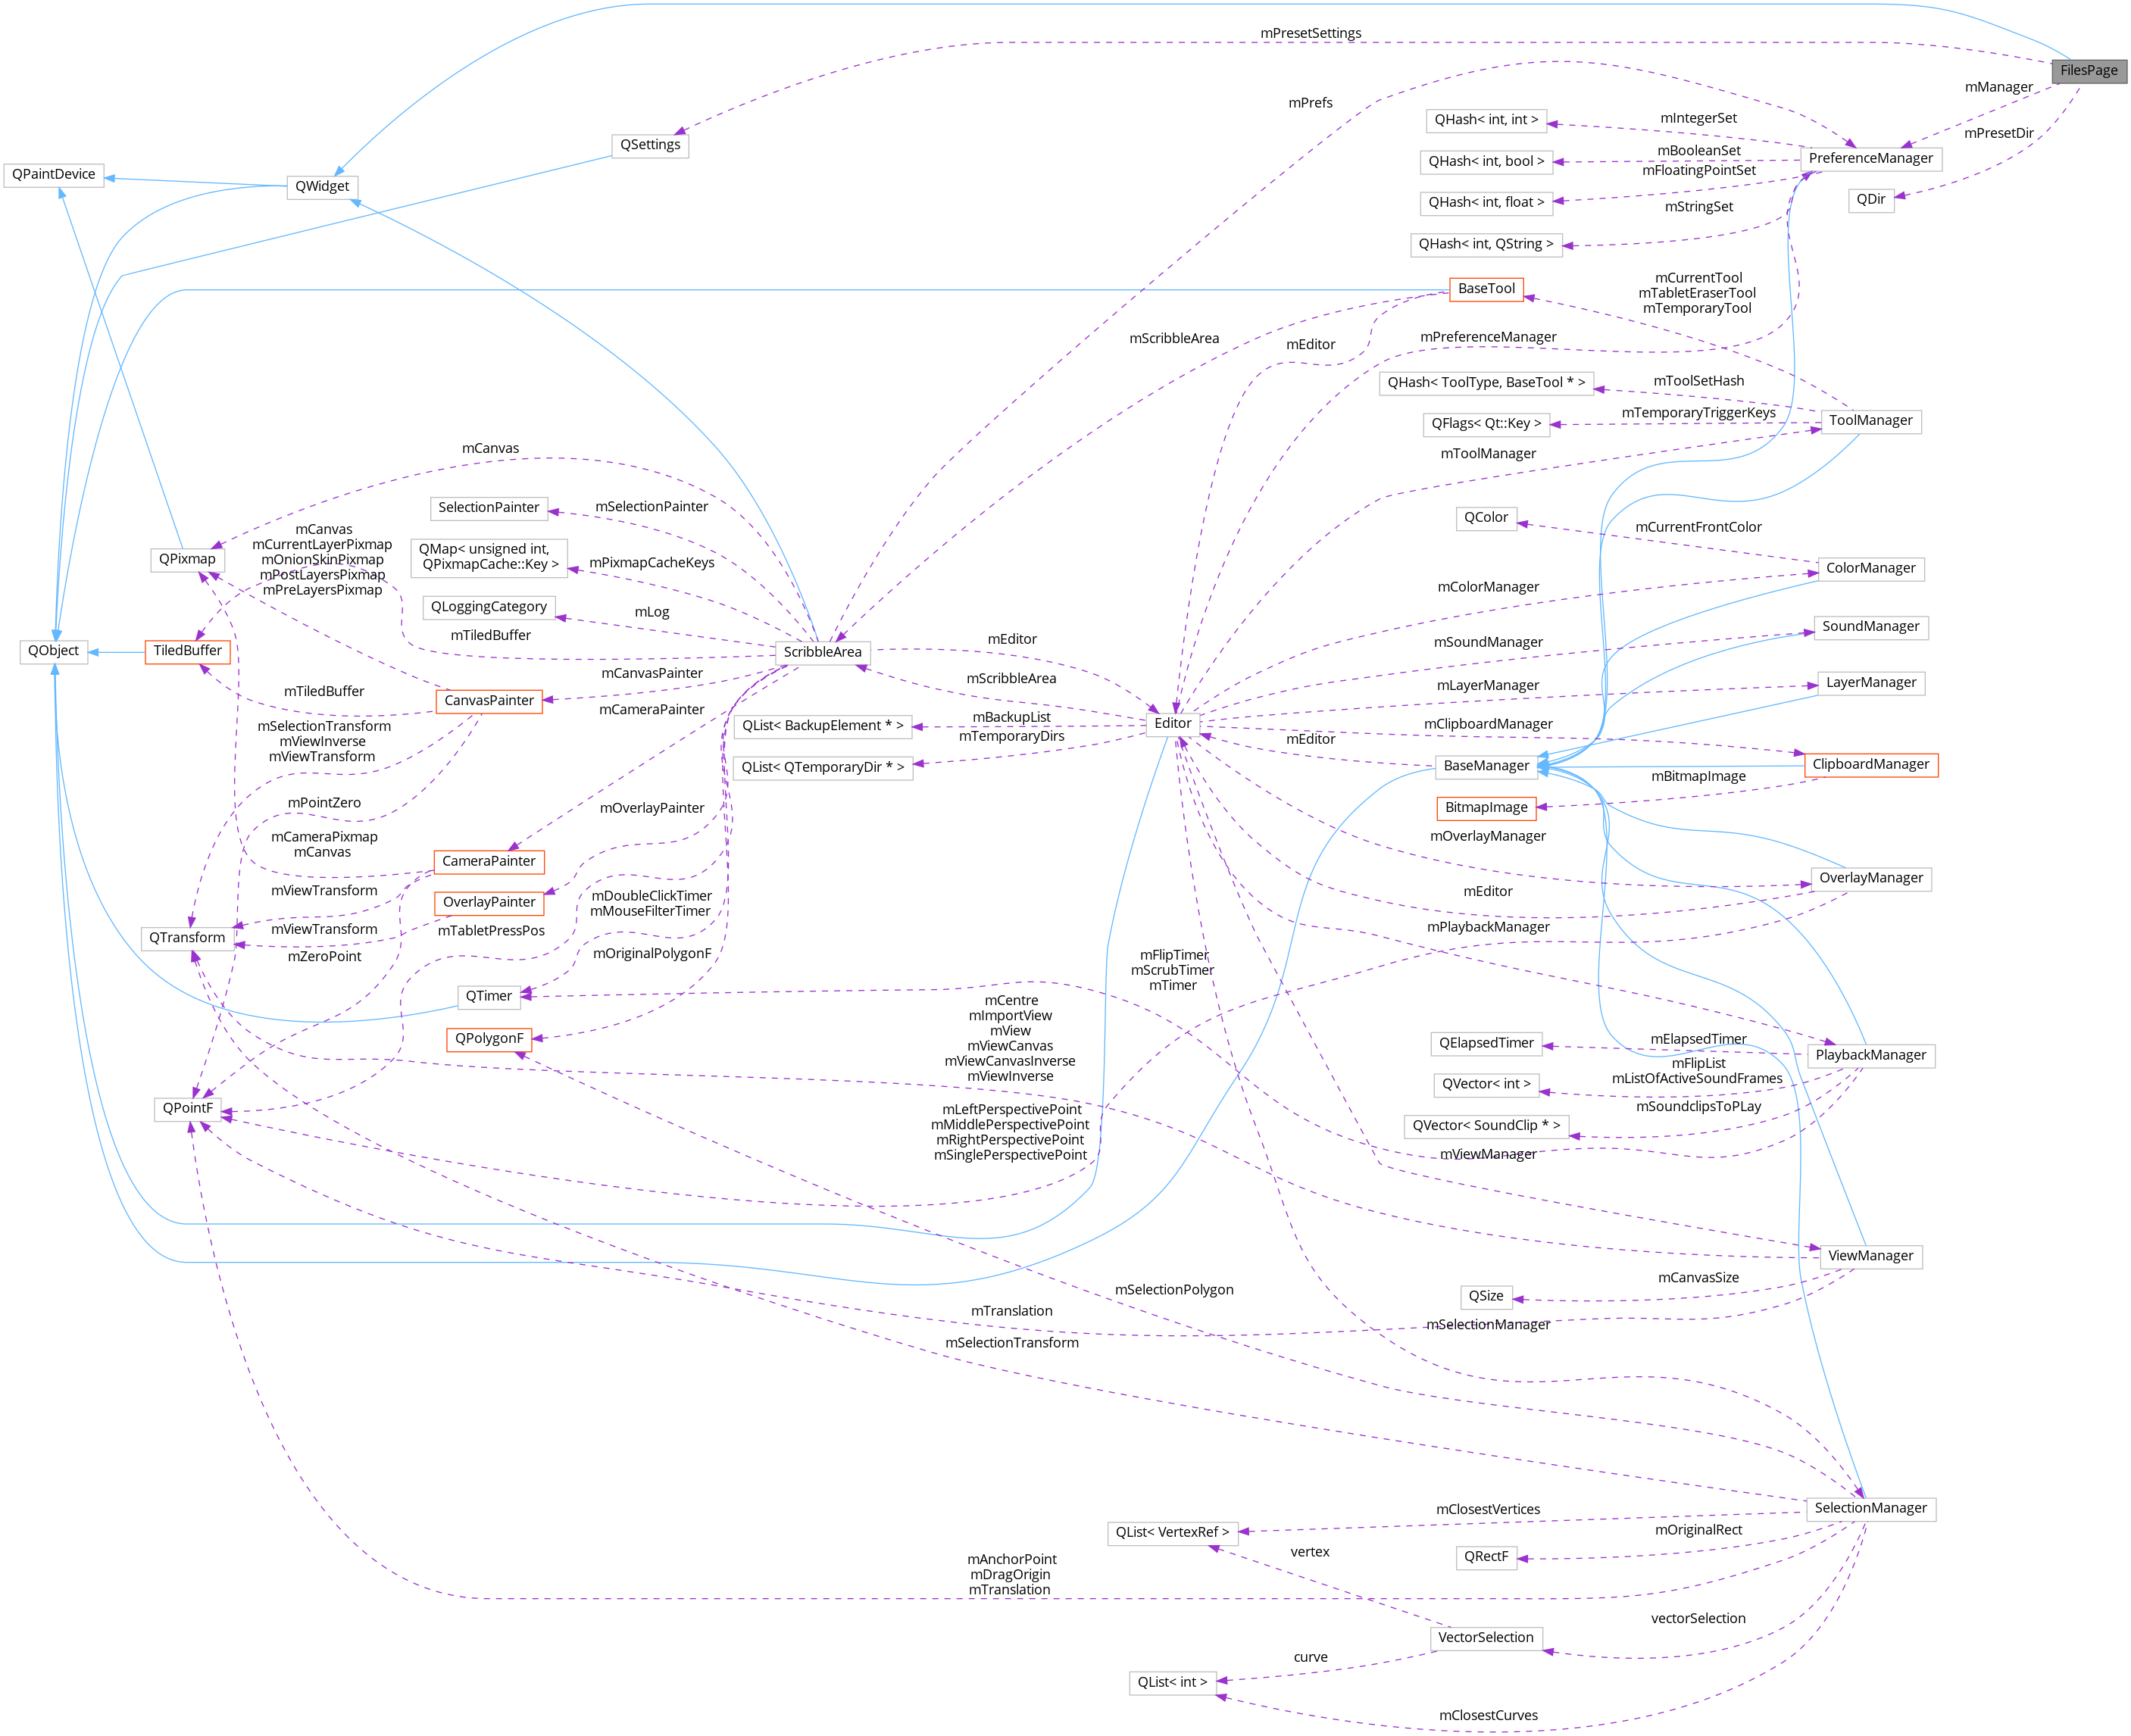 mPresetSettings
FilesPage
mManager
mPrefs
QHash< int, int >
mIntegerSet
mPresetDir
QSettings
QHash< int, bool >
mBooleanSet
PreferenceManager
mFloatingPointSet
QPaintDevice
QWidget
QHash< int, float >
QDir
mStringSet
QHash< int, QString >
mCurrentTool
mTabletEraserTool
mTemporaryTool
BaseTool
mScribbleArea
mEditor
mPreferenceManager
QHash< ToolType, BaseTool * >
mToolSetHash
QFlags< Qt::Key >
mTemporaryTriggerKeys
ToolManager
mCanvas
mToolManager
SelectionPainter
mSelectionPainter
QColor
mCurrentFrontColor
mCanvas
mCurrentLayerPixmap
mOnionSkinPixmap
mPostLayersPixmap
mPreLayersPixmap
QPixmap
QMap< unsigned int,
QPixmapCache::Key >
mPixmapCacheKeys
ColorManager
mColorManager
QLoggingCategory
mLog
SoundManager
mTiledBuffer
mEditor
mSoundManager
QObject
TiledBuffer
ScribbleArea
mCanvasPainter
mScribbleArea
mLayerManager
LayerManager
mTiledBuffer
CanvasPainter
mCameraPainter
mSelectionTransform
mViewInverse
mViewTransform
QList< BackupElement * >
mBackupList
mTemporaryDirs
Editor
mClipboardManager
mEditor
QList< QTemporaryDir * >
BaseManager
ClipboardManager
mBitmapImage
mPointZero
mOverlayPainter
BitmapImage
mCameraPixmap
mCanvas
mOverlayManager
CameraPainter
mViewTransform
OverlayManager
mDoubleClickTimer
mMouseFilterTimer
mEditor
OverlayPainter
mViewTransform
mTabletPressPos
mPlaybackManager
QTransform
mZeroPoint
mOriginalPolygonF
mFlipTimer
mScrubTimer
mTimer
QTimer
mCentre
mImportView
mView
mViewCanvas
mViewCanvasInverse
mViewInverse
QPolygonF
QElapsedTimer
mElapsedTimer
PlaybackManager
mFlipList
mListOfActiveSoundFrames
QVector< int >
QPointF
mSoundclipsToPLay
mLeftPerspectivePoint
mMiddlePerspectivePoint
mRightPerspectivePoint
mSinglePerspectivePoint
QVector< SoundClip * >
mViewManager
ViewManager
mCanvasSize
mSelectionPolygon
QSize
mTranslation
mSelectionManager
mSelectionTransform
SelectionManager
mClosestVertices
QList< VertexRef >
mOriginalRect
vertex
QRectF
mAnchorPoint
mDragOrigin
mTranslation
vectorSelection
VectorSelection
curve
QList< int >
mClosestCurves